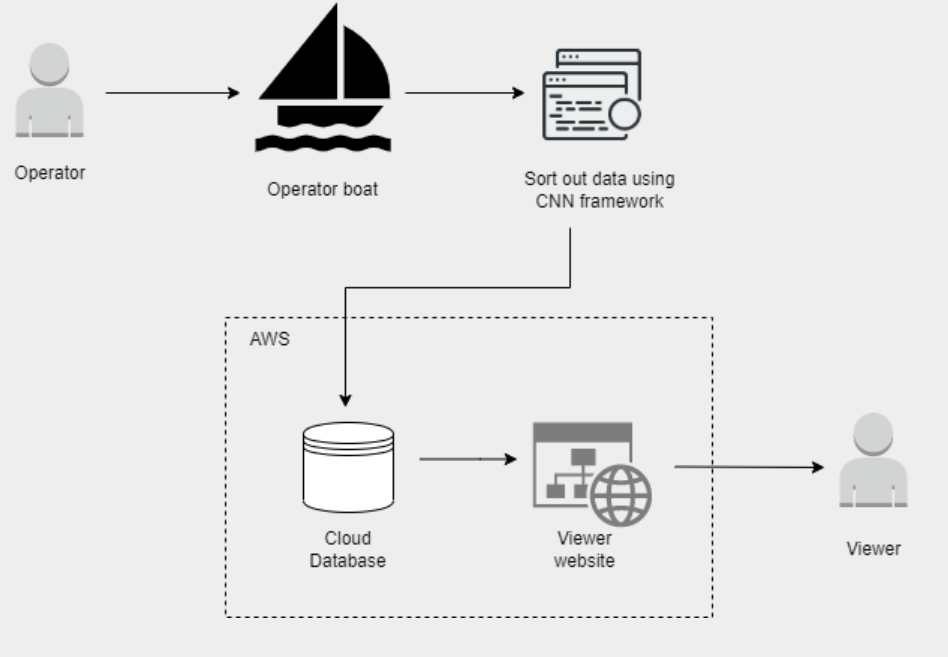 Operator
Operator boat
Sort out data using
CNN framework
AWS
Cloud
Database
Viewer
website
Viewer